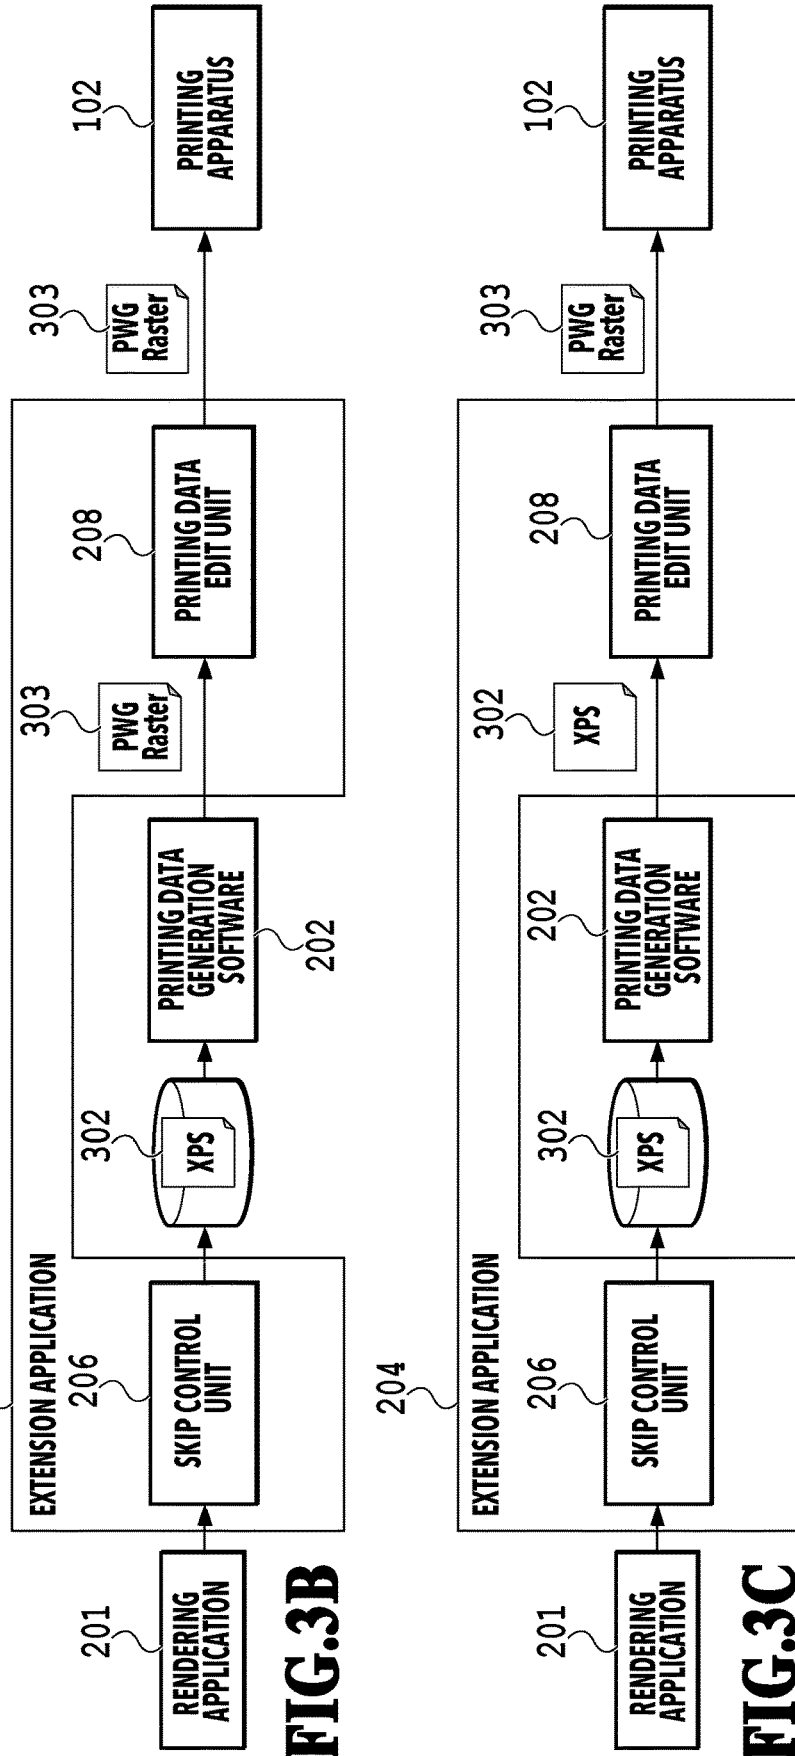 EXTENSION APPLICATION
201
RENDERING
APPLICATION
206
SKIP CONTROL
UNIT
302
XPS
PRINTING DATA
GENERATION
SOFTWARE
202
303
PWG
Raster
208
PRINTING DATA
EDIT UNIT
303
PWG
Raster
102
PRINTING
APPARATUS
FIG.3B
204
EXTENSION APPLICATION
201
RENDERING
APPLICATION
206
SKIP CONTROL
UNIT
302
XPS
202
PRINTING DATA
GENERATION
SOFTWARE
302
XPS
208
PRINTING DATA
EDIT UNIT
303
PWG
Raster
102
PRINTING
APPARATUS
FIG.3C